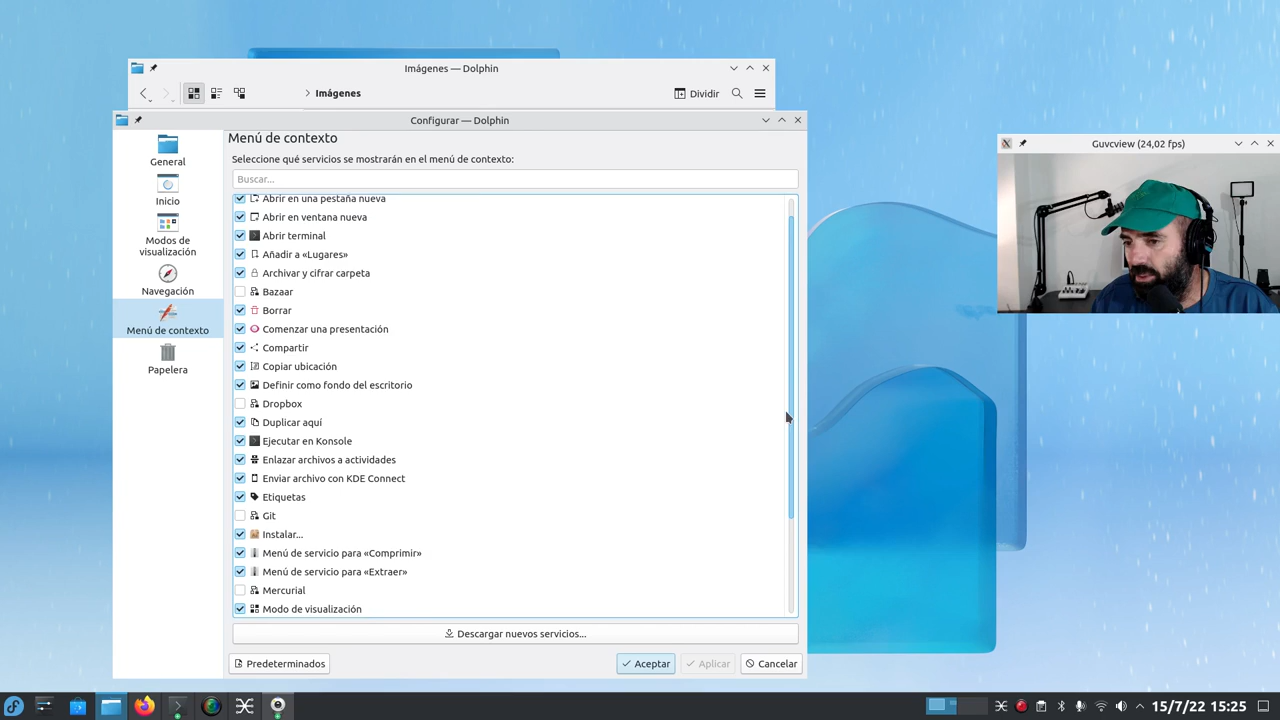 Imágenes — Dolphin
Imágenes
Dividir
Configurar — Dolphin
General
Inicio
Modos de
visualización
Navegación
Menú de contexto
Papelera
Menú de contexto
Seleccione qué servicios se mostrarán en el menú de contexto:
Buscar...
Abrir en una pestaña nueva
Abrir en ventana nueva
Abrir terminal
Añadir a «Lugares»
Archivar y cifrar carpeta
Bazaar
Borrar
Comenzar una presentación
Compartir
Copiar ubicación
Definir como fondo del escritorio
Dropbox
Duplicar aquí
Ejecutar en Konsole
Enlazar archivos a actividades
Enviar archivo con KDE Connect
Etiquetas
Git
Instalar...
Menú de servicio para «Comprimir»
Menú de servicio para «Extraer»
Mercurial
Modo de visualización
Descargar nuevos servicios...
Predeterminados
Aceptar
Aplicar
Cancelar
Guvcview (24,02 fps)
15/7/22 15:25